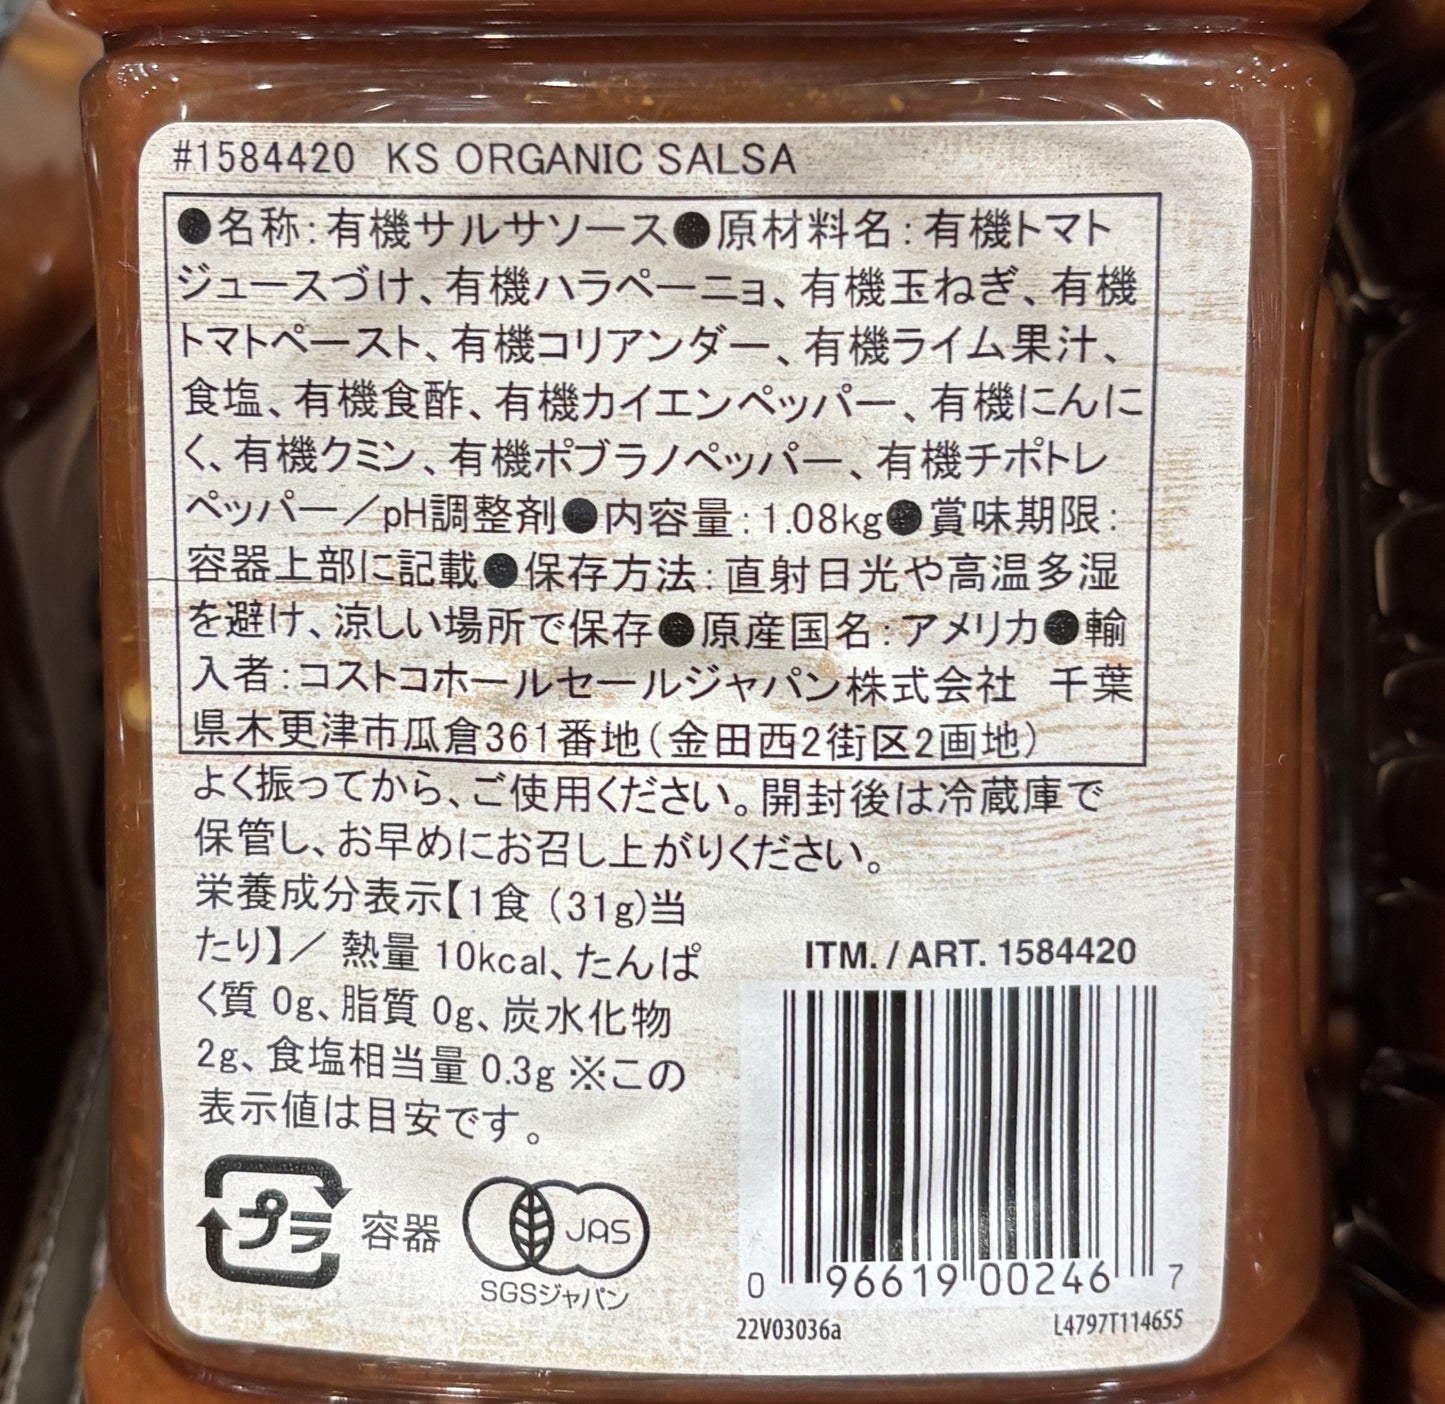 #1584420 KS ORGANIC SALSA
●名称:有機サルサソース●原材料名:有機トマト
ジュースづけ、有機ハラペーニョ、有機玉ねぎ、有機
トマトペースト、有機コリアンダー、有機ライム果汁、
食塩、有機食酢、有機カイエンペッパー、有機にんに
く、有機クミン、有機ポブラノペッパー、有機チポトレ
ペッパー／pH調整剤●内容量:1.08kg●賞味期限:
容器上部に記載●保存方法:直射日光や高温多湿
を避け、涼しい場所で保存●原産国名:アメリカ●輸
入者:コストコホールセールジャパン株式会社 千葉
県木更津市瓜倉361番地(金田西2街区2画地)
よく振ってから、ご使用ください。開封後は冷蔵庫で
保管し、お早めにお召し上がりください。
栄養成分表示【1食 (31g)当
たり】／ 熱量 10kcal、たんぱ
く質 0g、脂質 0g、炭水化物
2g、食塩相当量 0.3g ※この
表示値は目安です。
ITM. / ART. 1584420
プラ 容器
JAS
SGSジャパン
0 96619 00246 7
22V03036a L4797T114655